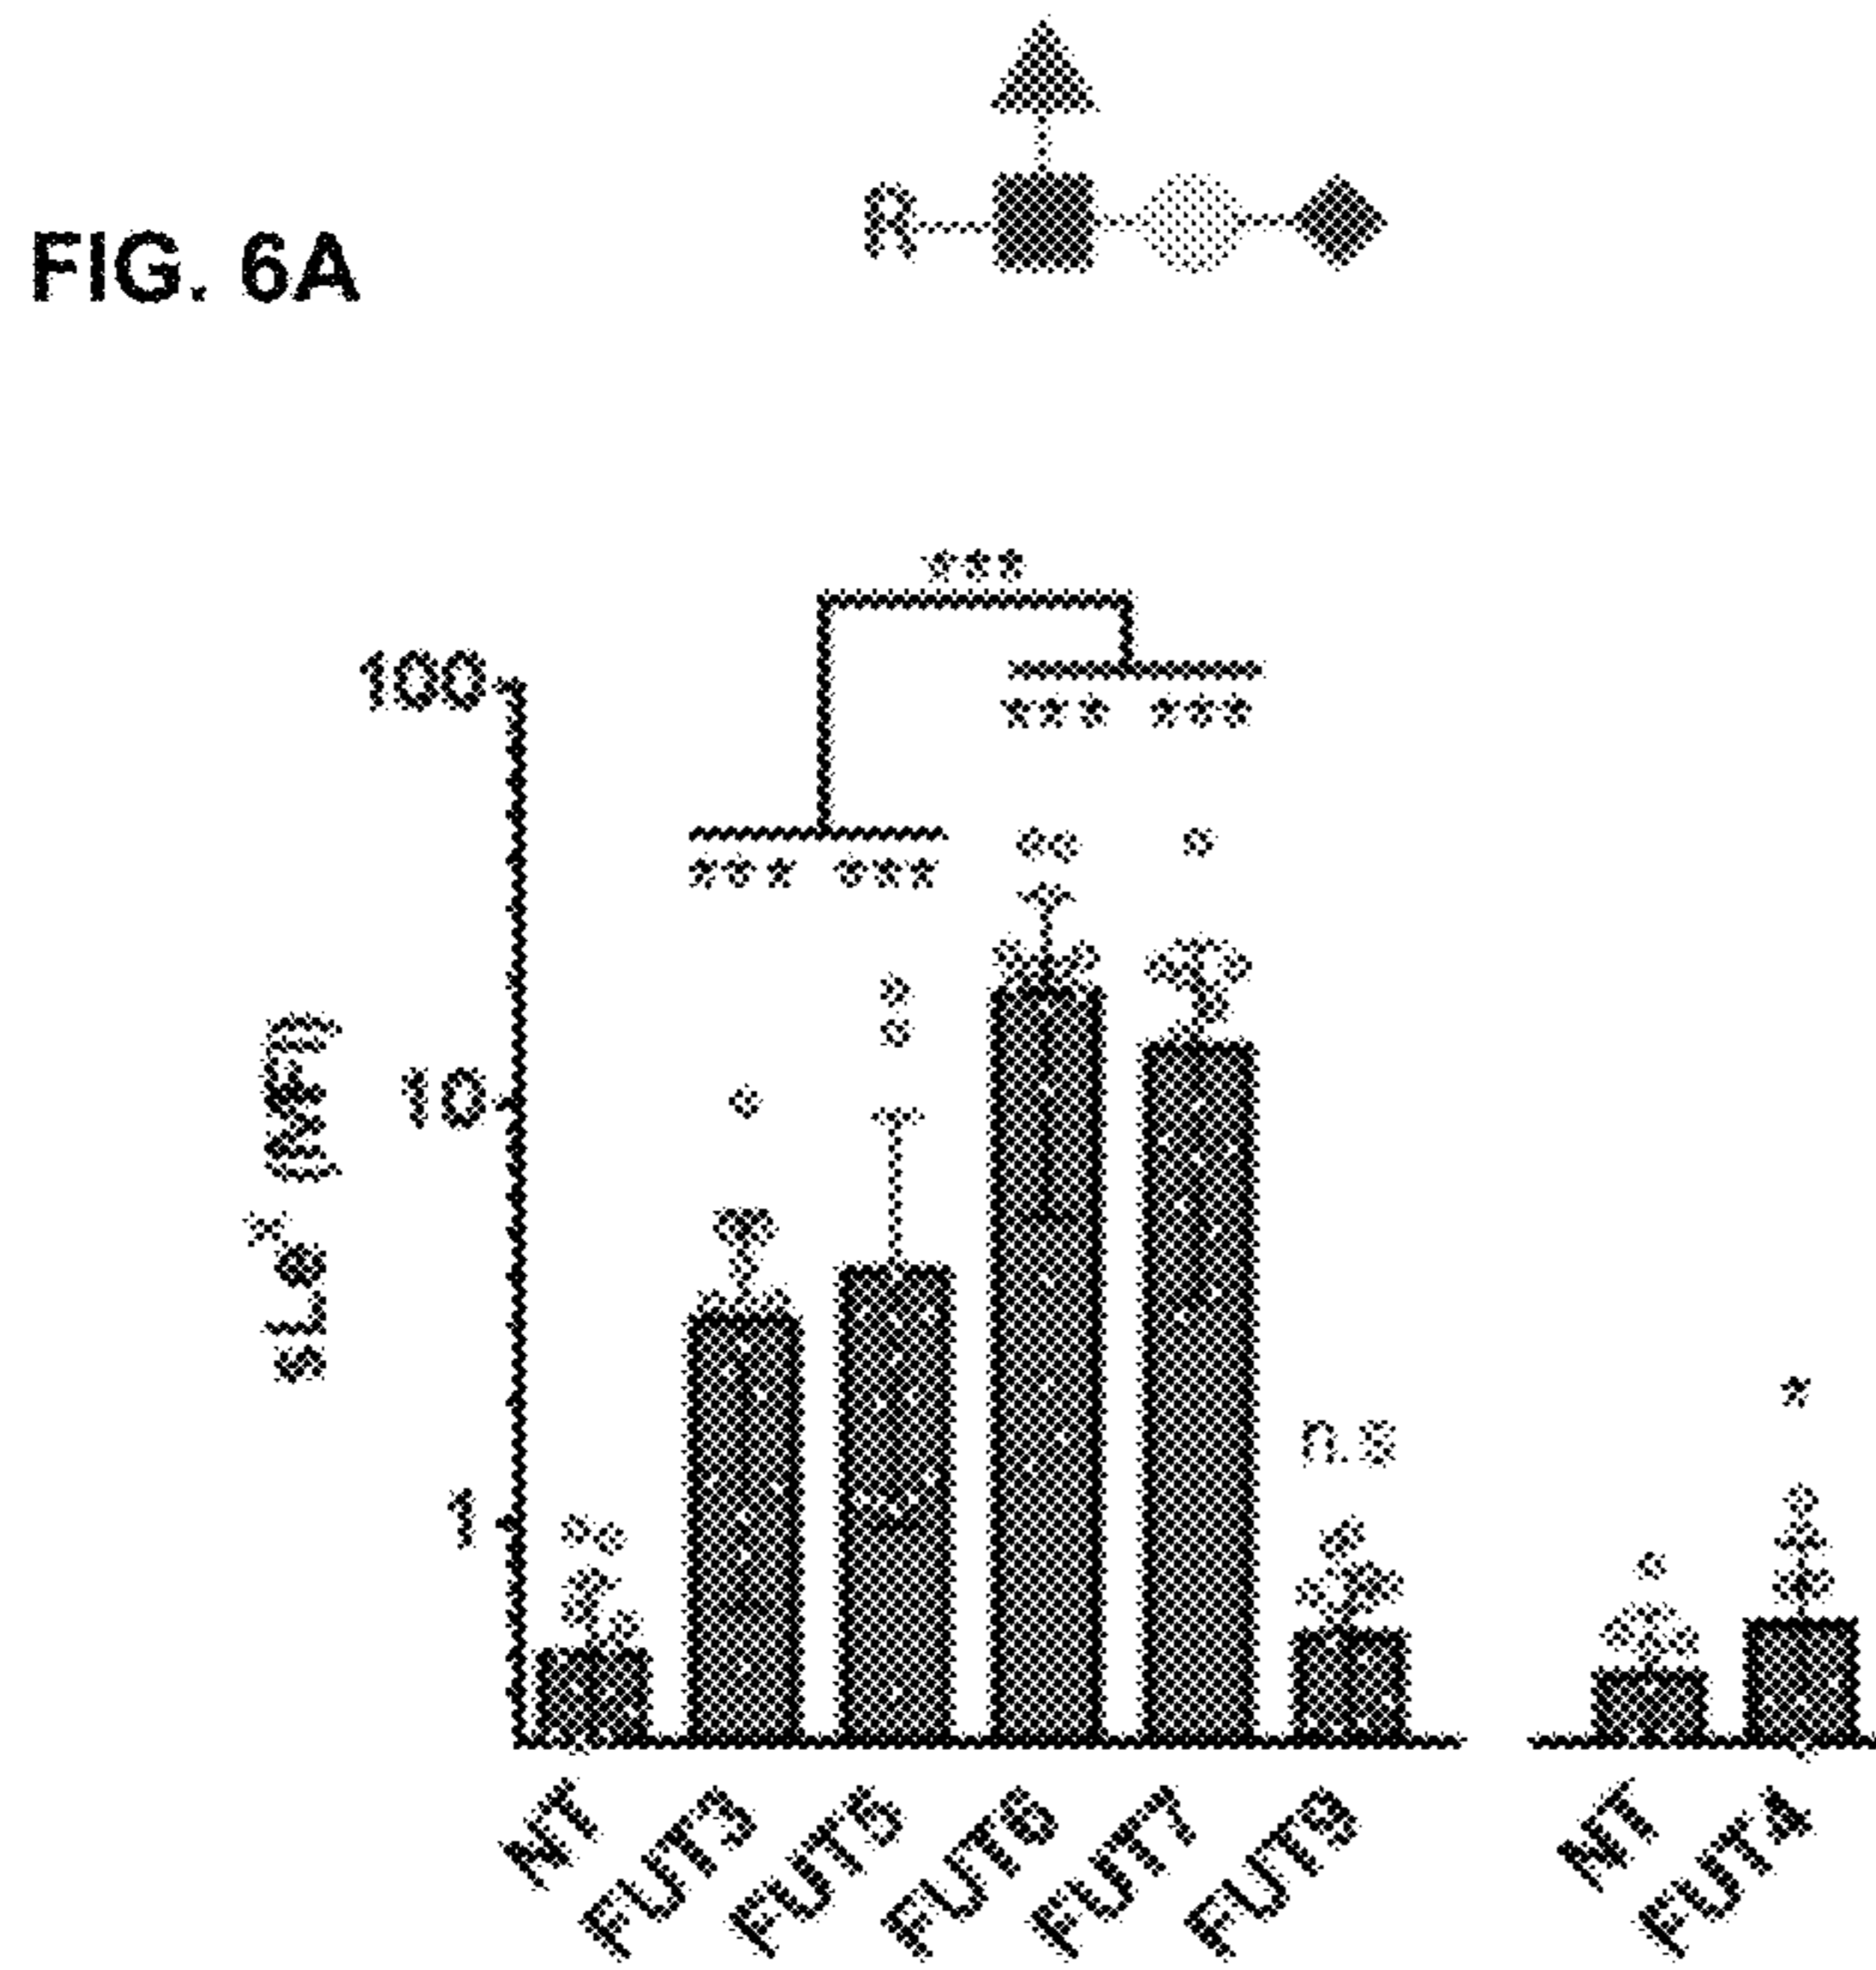 R
FIG. 6A
***
100
*** ***
*** ***
10
sLeˣ (MFI)
n.s
*
1
NT FUT3 FUT5 FUT6 FUT7 FUT9 NT FUT4